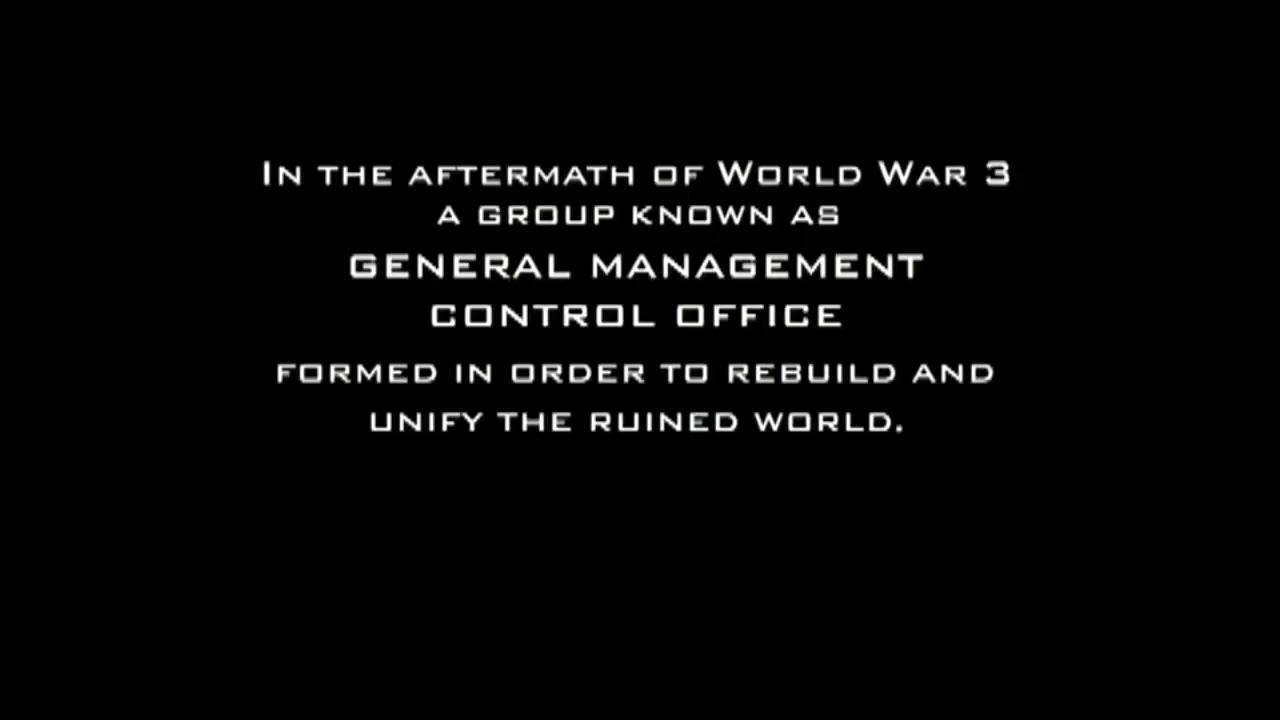 In the aftermath of World War 3
a group known as
GENERAL MANAGEMENT
CONTROL OFFICE
formed in order to rebuild and
unify the ruined world.